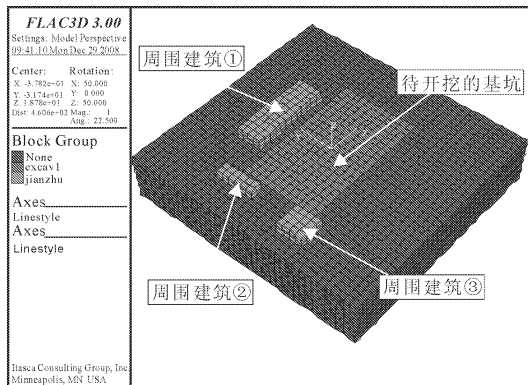 FLAC3D 3.00
Settings: Model Perspective
09:41:10 Mon Dec 29 2008
Center: Rotation:
X: -3.782e+01 X: 50.000
Y: -3.174e+01 Y: 0.000
Z: 1.878e+01 Z: 50.000
Dist: 4.606e+02 Mag.: 1
Ang.: 22.500
Block Group
None
excav1
jianzhu
Axes
Linestyle
Axes
Linestyle
Itasca Consulting Group, Inc
Minneapolis, MN USA
周围建筑①
待开挖的基坑
周围建筑②
周围建筑③